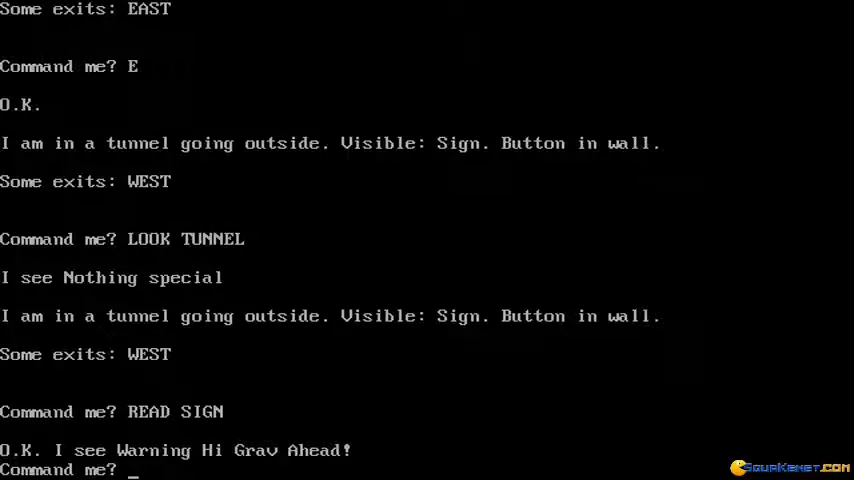 Some exits: EAST
Command me? E
O.K.
I am in a tunnel going outside. Visible: Sign. Button in wall.
Some exits: WEST
Command me? LOOK TUNNEL
I see Nothing special
I am in a tunnel going outside. Visible: Sign. Button in wall.
Some exits: WEST
Command me? READ SIGN
O.K. I see Warning Hi Grav Ahead!
Command me? _
SquaKenet.com